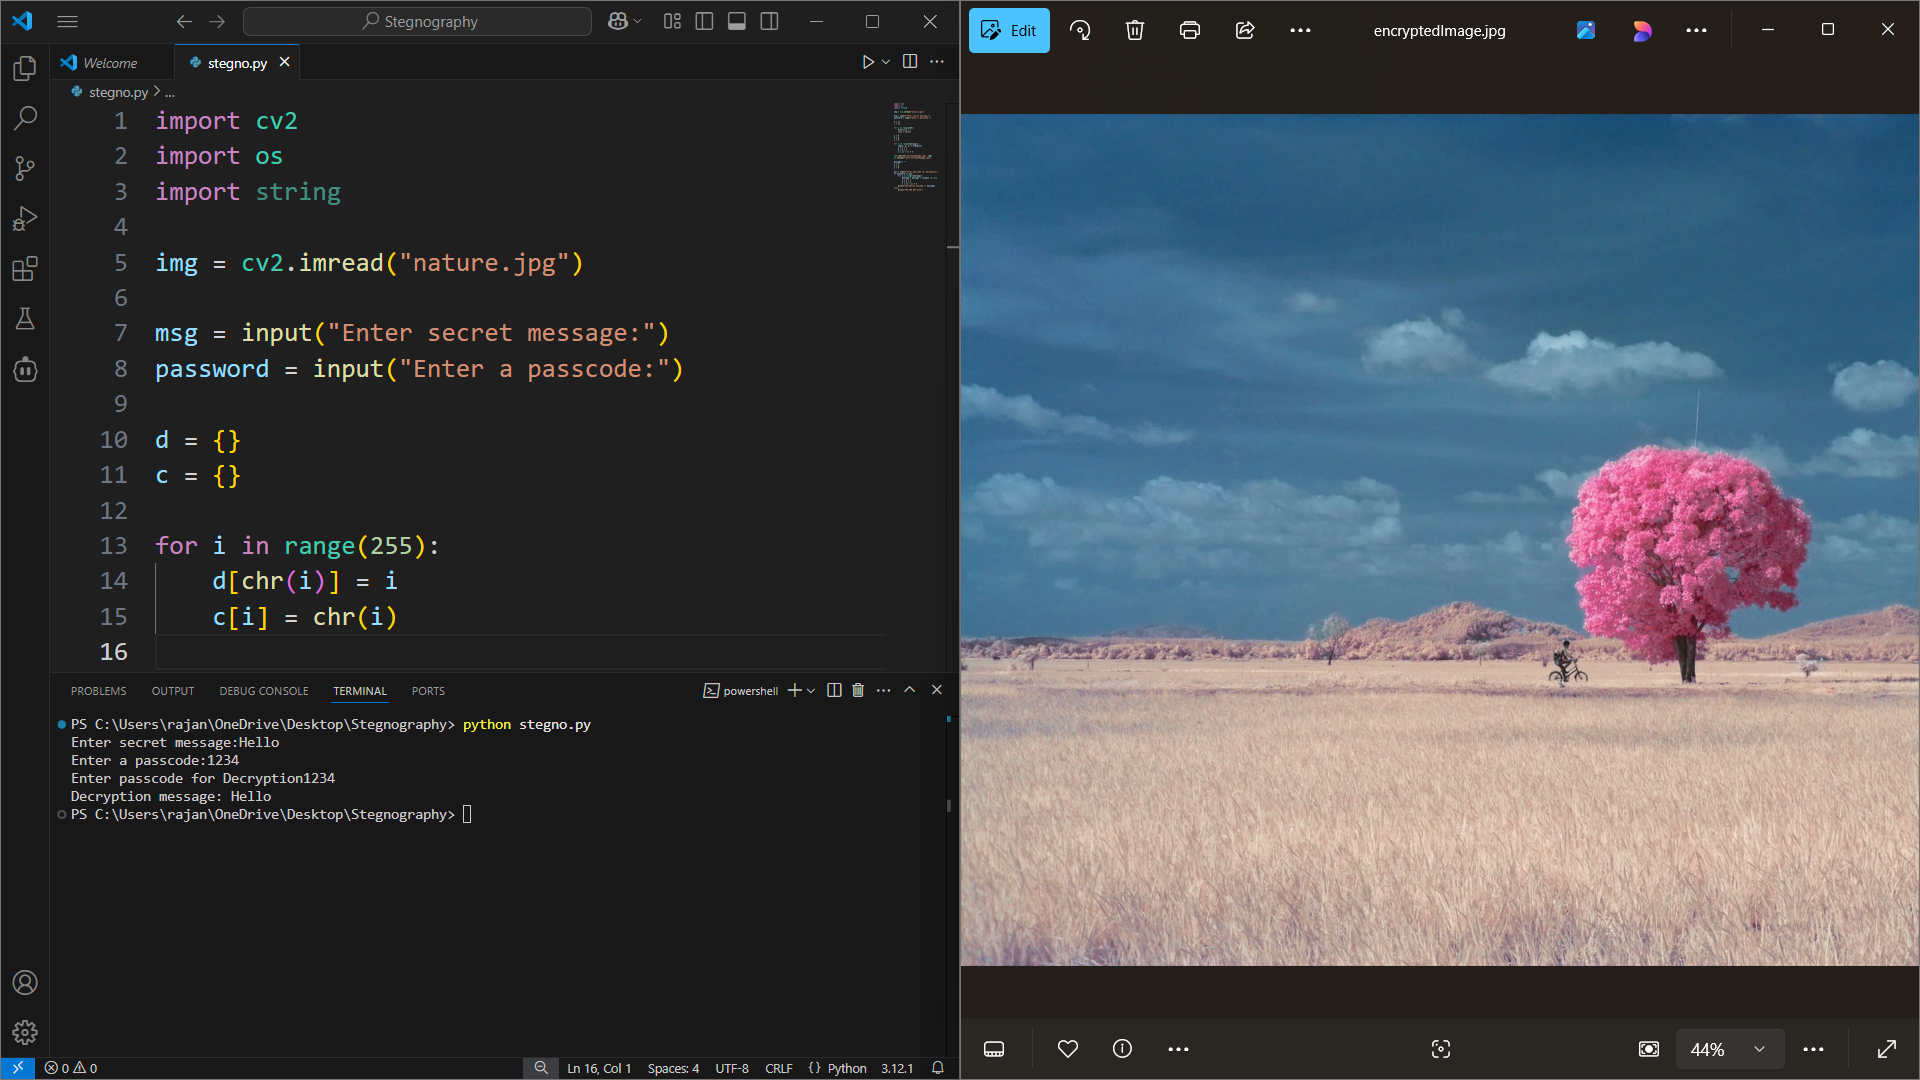 Stegnography
Welcome
stegno.py
stegno.py > ...
1 import cv2
2 import os
3 import string
4
5 img = cv2.imread("nature.jpg")
6
7 msg = input("Enter secret message:")
8 password = input("Enter a passcode:")
9
10 d = {}
11 c = {}
12
13 for i in range(255):
14 d[chr(i)] = i
15 c[i] = chr(i)
16
PROBLEMS OUTPUT DEBUG CONSOLE TERMINAL PORTS powershell
PS C:\Users\rajan\OneDrive\Desktop\Stegnography> python stegno.py
Enter secret message:Hello
Enter a passcode:1234
Enter passcode for Decryption1234
Decryption message: Hello
PS C:\Users\rajan\OneDrive\Desktop\Stegnography>
0 0 Ln 16, Col 1 Spaces: 4 UTF-8 CRLF {} Python 3.12.1
Edit encryptedImage.jpg
44%